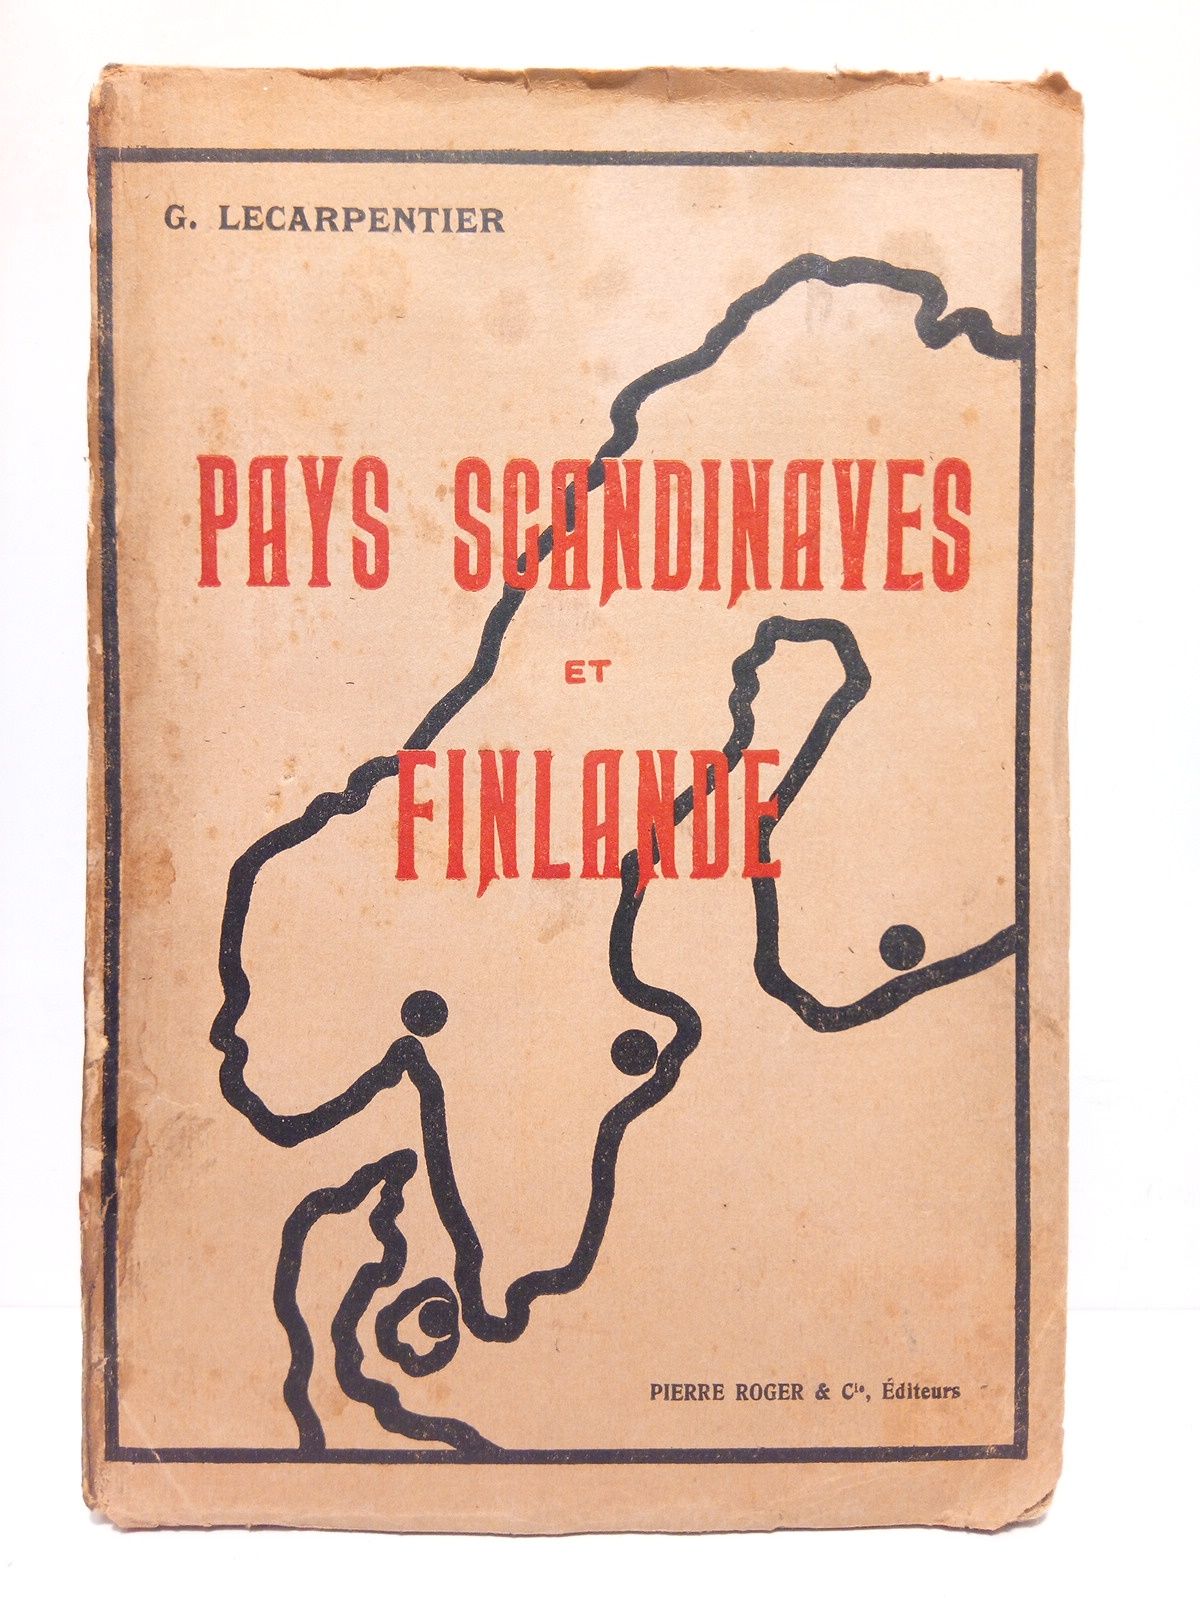 G. LECARPENTIER
PAYS SCANDINAVES
ET
FINLANDE
PIERRE ROGER & Cie, Éditeurs